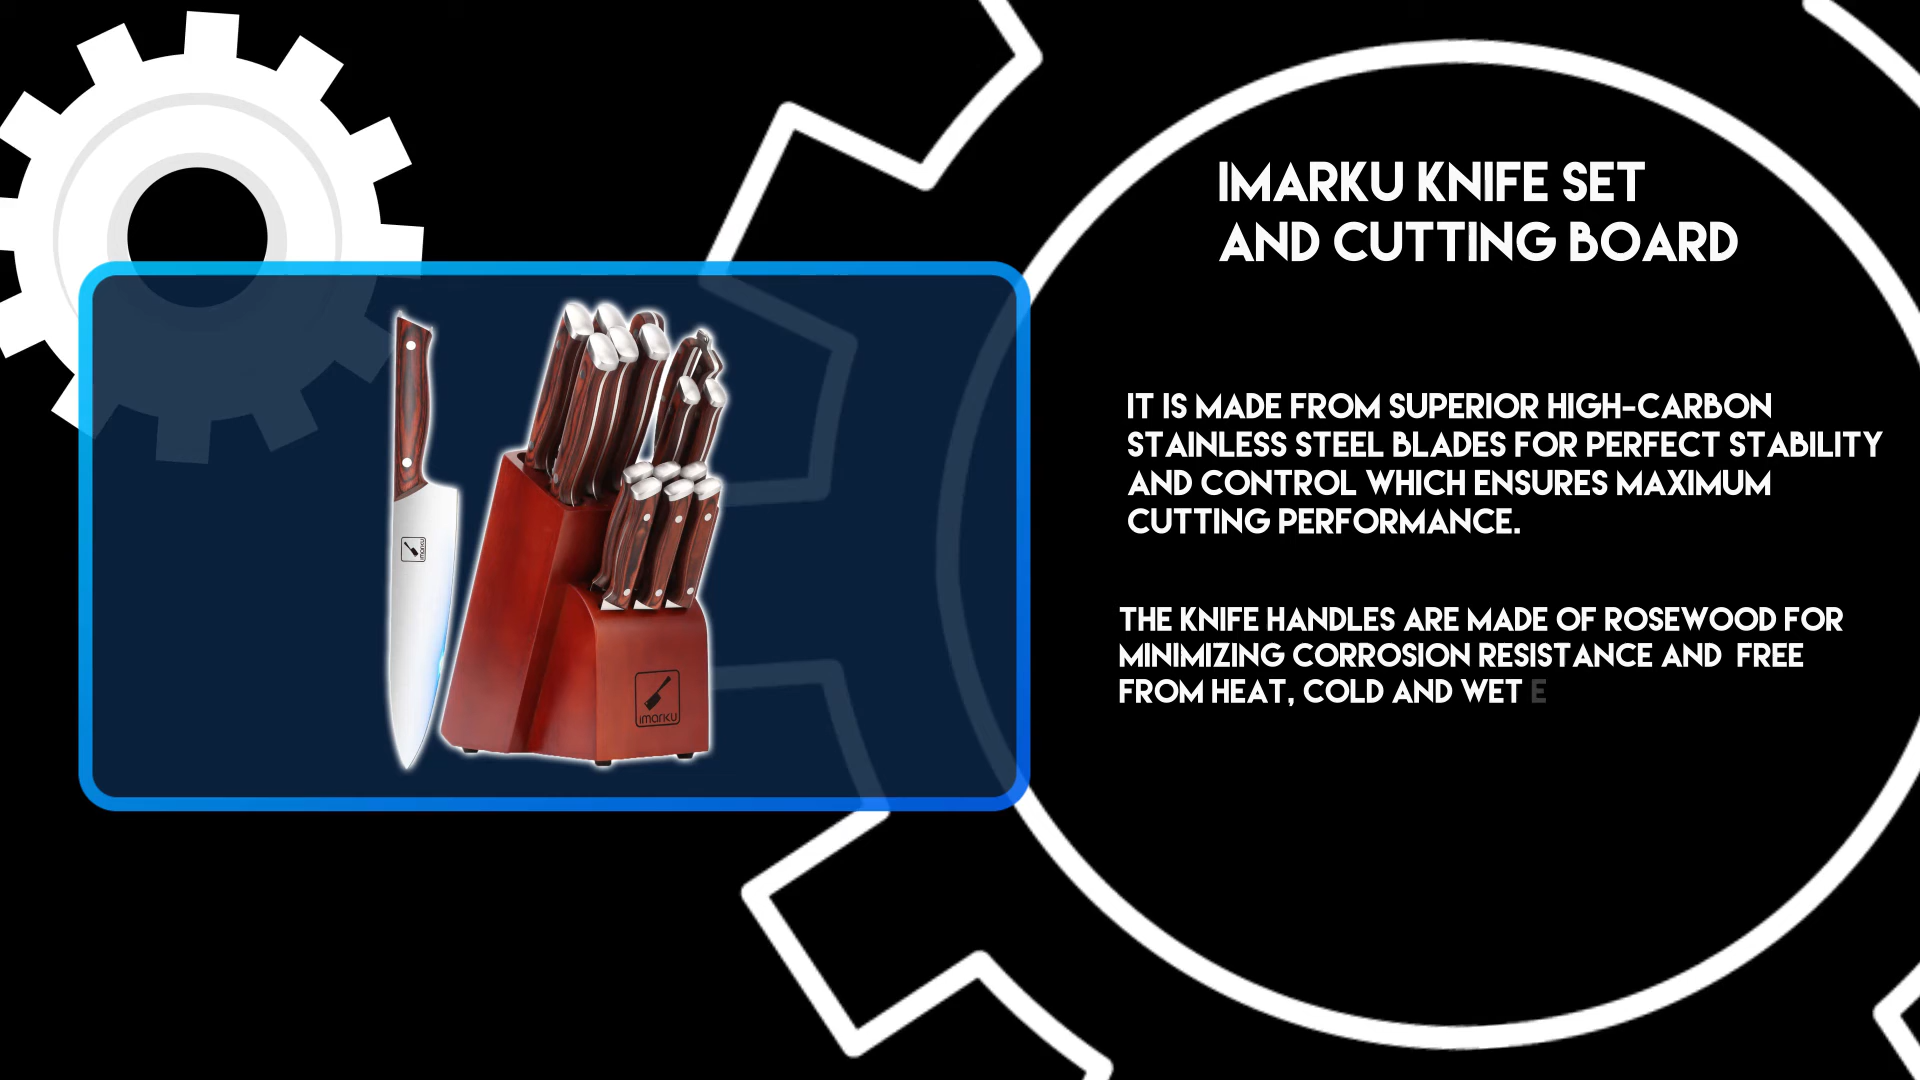 IMARKU KNIFE SET
AND CUTTING BOARD
IT IS MADE FROM SUPERIOR HIGH-CARBON
STAINLESS STEEL BLADES FOR PERFECT STABILITY
AND CONTROL WHICH ENSURES MAXIMUM
CUTTING PERFORMANCE.
THE KNIFE HANDLES ARE MADE OF ROSEWOOD FOR
MINIMIZING CORROSION RESISTANCE AND FREE
FROM HEAT, COLD AND WET E
imarku
imarku